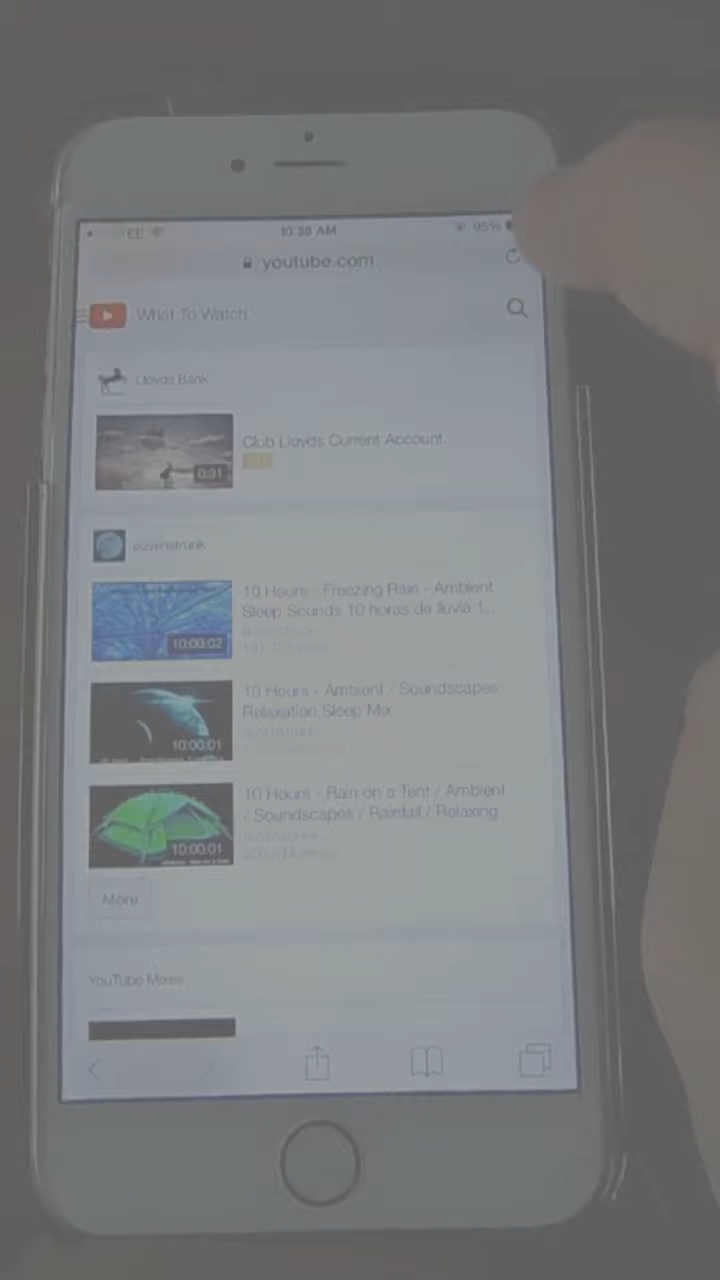 EE 10:38 AM 95%
youtube.com
What To Watch
Lloyds Bank
Club Lloyds Current Account.
0:31
10 Hours - Freezing Rain - Ambient
Sleep Sounds 10 horas de lluvia 1...
10:00:02
10 Hours - Ambient / Soundscapes
Relaxation Sleep Mix
10:00:01
10 Hours - Rain on a Tent / Ambient
/ Soundscapes / Rainfall / Relaxing
10:00:01
More
YouTube Mixes